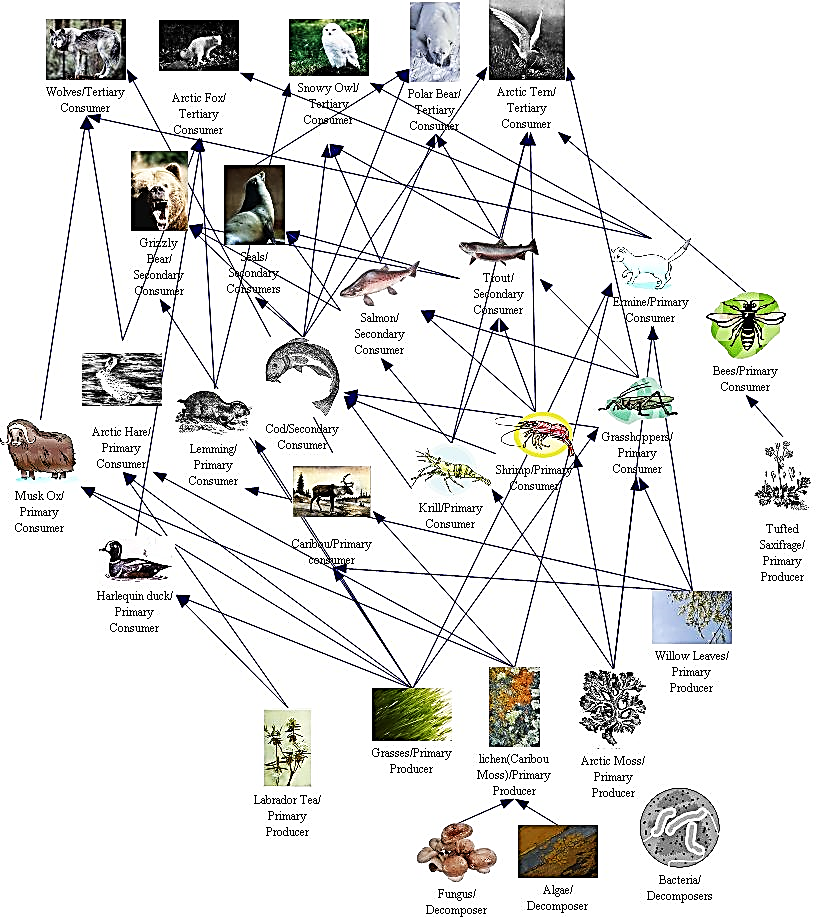 Wolves/Tertiary
Consumer
Arctic Fox/
Tertiary
Consumer
Snowy Owl/
Tertiary
Consumer
Polar Bear/
Tertiary
Consumer
Arctic Tern/
Tertiary
Consumer
Grizzly
Bear/
Secondary
Consumer
Seals/
Secondary
Consumers
Salmon/
Secondary
Consumer
Trout/
Secondary
Consumer
Ermine/Primary
Consumer
Bees/Primary
Consumer
Musk Ox/
Primary
Consumer
Arctic Hare/
Primary
Consumer
Lemming/
Primary
Consumer
Cod/Secondary
Consumer
Caribou/Primary
consumer
Krill/Primary
Consumer
Shrimp/Primary
Consumer
Grasshoppers/
Primary
Consumer
Tufted
Saxifrage/
Primary
Producer
Harlequin duck/
Primary
Consumer
Willow Leaves/
Primary
Producer
Labrador Tea/
Primary
Producer
Grasses/Primary
Producer
lichen(Caribou
Moss)/Primary
Producer
Arctic Moss/
Primary
Producer
Fungus/
Decomposer
Algae/
Decomposer
Bacteria/
Decomposers